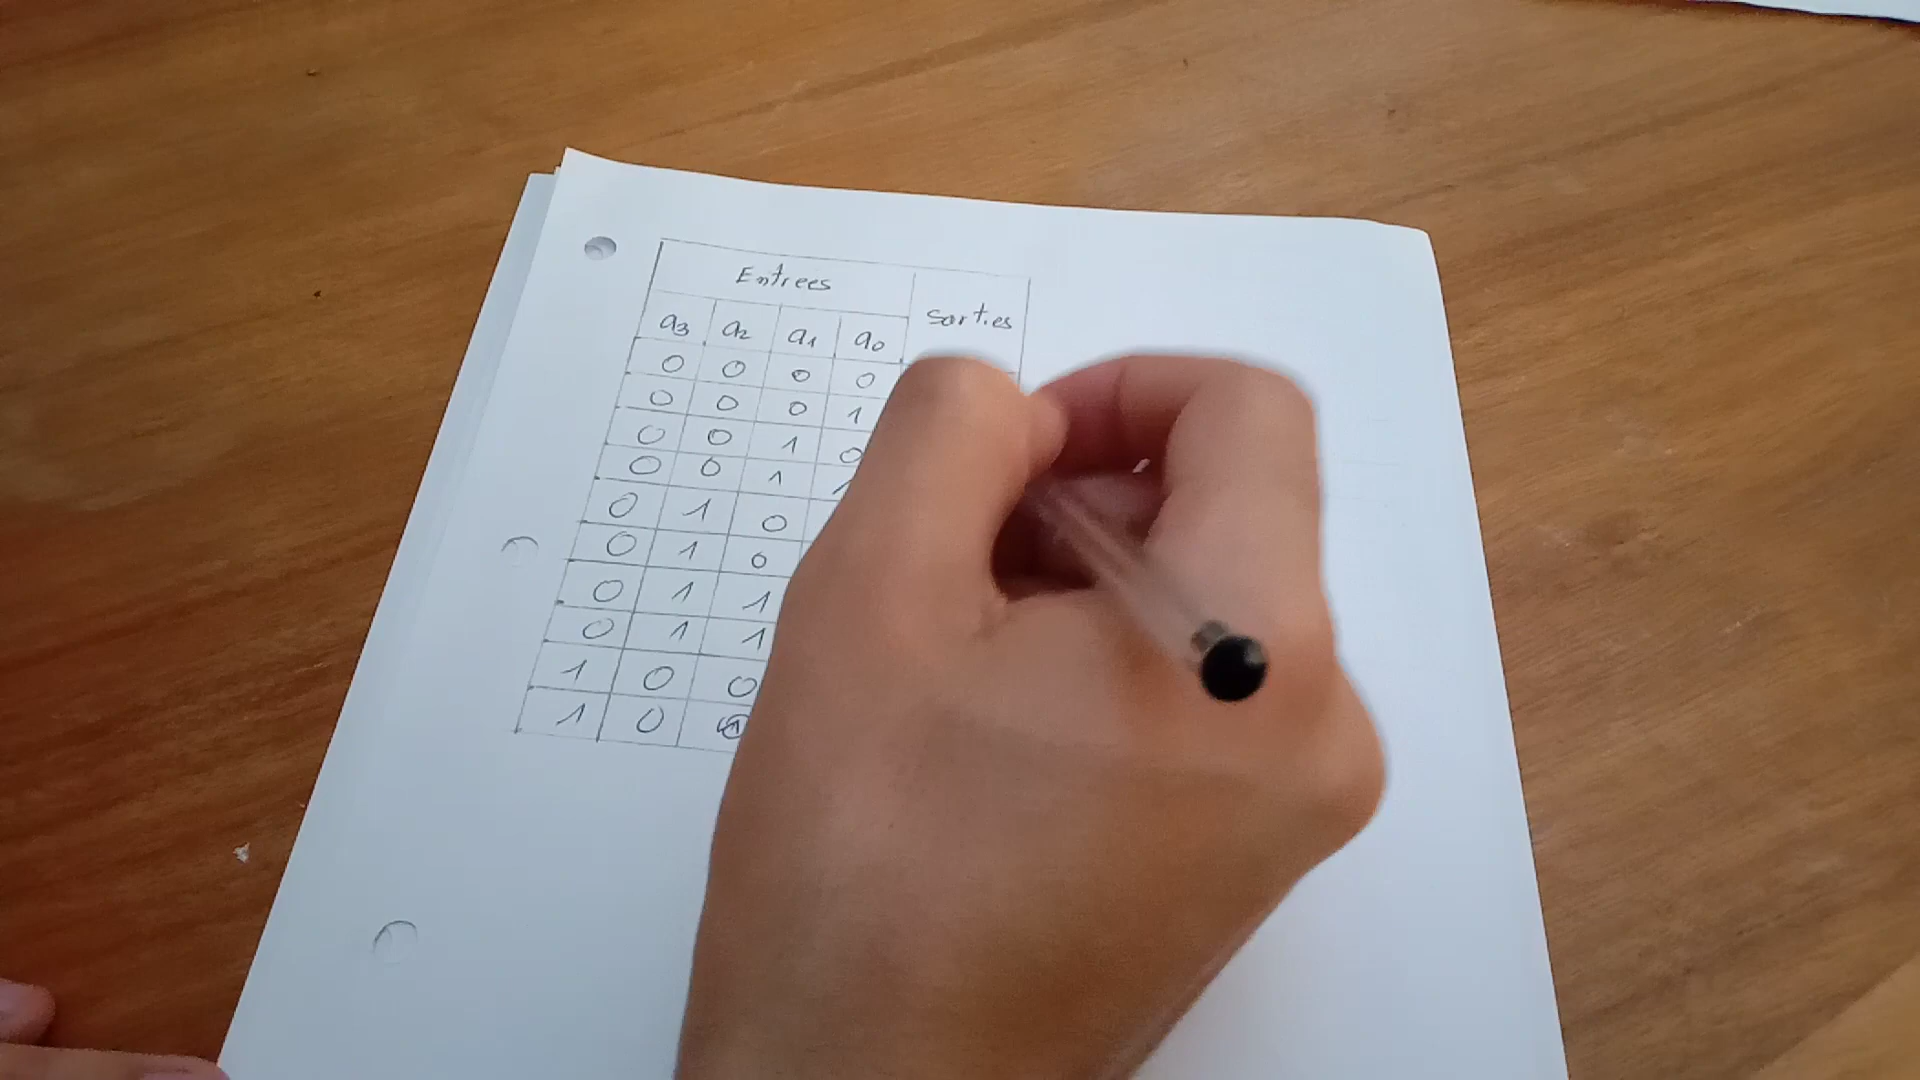 Entrees
Sorties
a3 a2 a1 a0
0 0 0 0
0 0 0 1
0 0 1 0
0 0 1
0 1 0
0 1 0
0 1 1
0 1 1
1 0 0
1 0